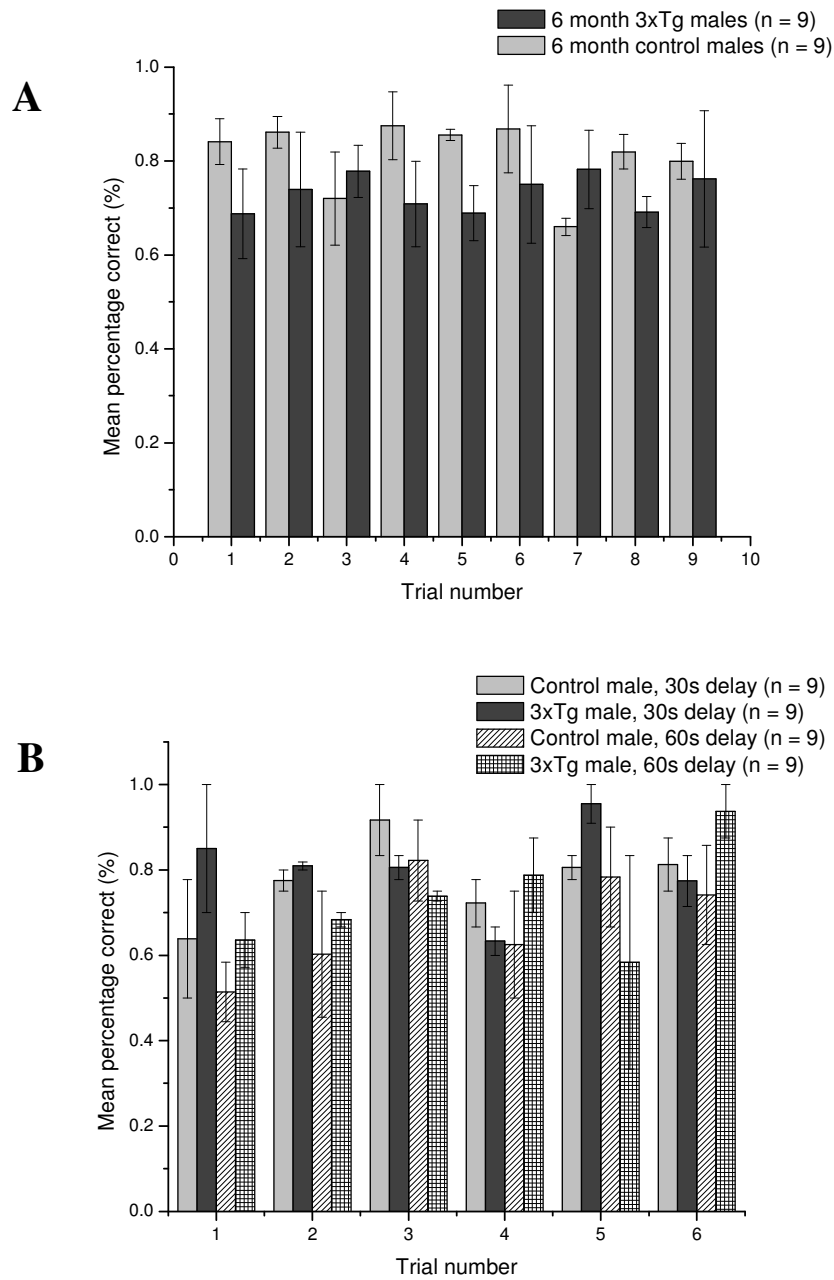 6 month 3xTg males (n = 9)
6 month control males (n = 9)
A
1.0
0.8
0.6
0.4
0.2
0.0
Mean percentage correct (%)
0 1 2 3 4 5 6 7 8 9 10
Trial number
Control male, 30s delay (n = 9)
3xTg male, 30s delay (n = 9)
Control male, 60s delay (n = 9)
3xTg male, 60s delay (n = 9)
B
1.0
0.8
0.6
0.4
0.2
0.0
Mean percentage correct (%)
1 2 3 4 5 6
Trial number